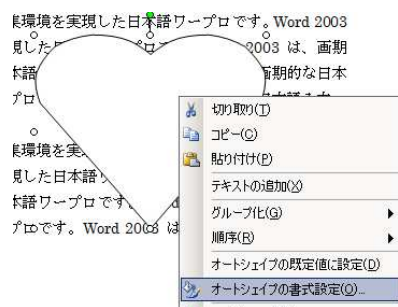 環境を実現した日本語ワープロです。Word 2003
見した
2003 は、画期
語
期的な日本
プロ
環境を実
見した日本語
語ワープロです
プロです。Word 2003 は
切り取り(T)
コピー(C)
貼り付け(P)
テキストの追加(X)
グループ化(G)
順序(R)
オートシェイプの既定値に設定(D)
オートシェイプの書式設定(O)...